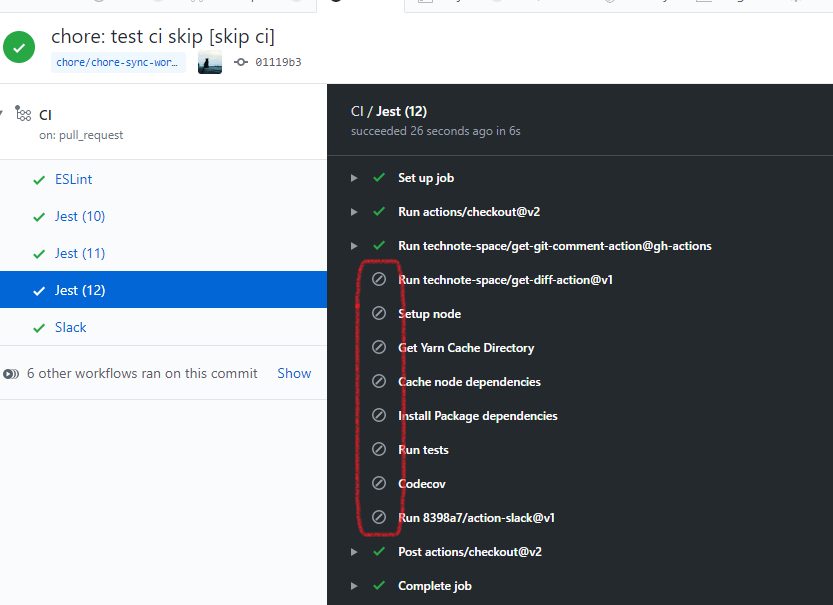 chore: test ci skip [skip ci]
chore/chore-sync-wor...
01119b3
CI
on: pull_request
ESLint
Jest (10)
Jest (11)
Jest (12)
Slack
6 other workflows ran on this commit Show
CI / Jest (12)
succeeded 26 seconds ago in 6s
Set up job
Run actions/checkout@v2
Run technote-space/get-git-comment-action@gh-actions
Run technote-space/get-diff-action@v1
Setup node
Get Yarn Cache Directory
Cache node dependencies
Install Package dependencies
Run tests
Codecov
Run 8398a7/action-slack@v1
Post actions/checkout@v2
Complete job